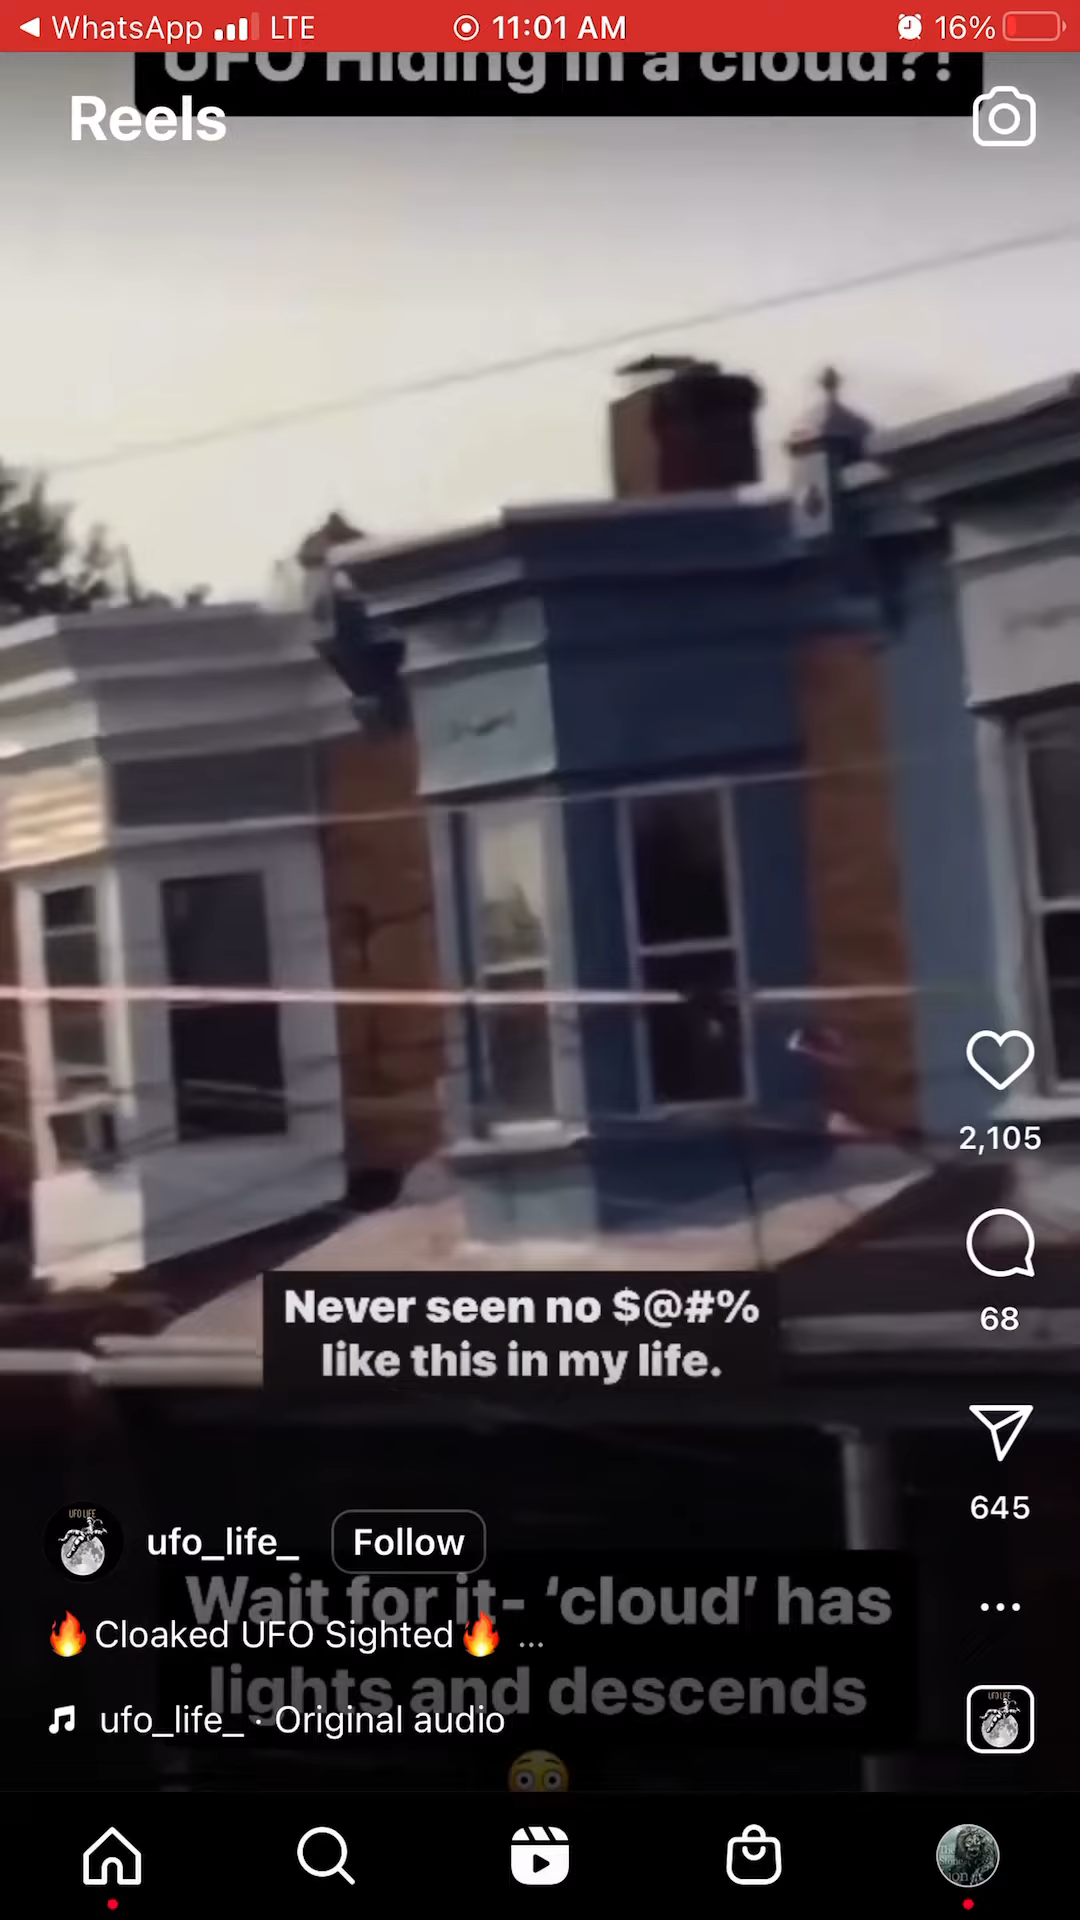 WhatsApp LTE 11:01 AM 16%
UFO Hiding in a cloud?!
Reels
2,105
Never seen no $@#%
like this in my life.
68
645
UFO LIFE
ufo_life_ Follow
Wait for it- ‘cloud’ has
🔥Cloaked UFO Sighted🔥 ...
lights and descends
ufo_life_ · Original audio
😳